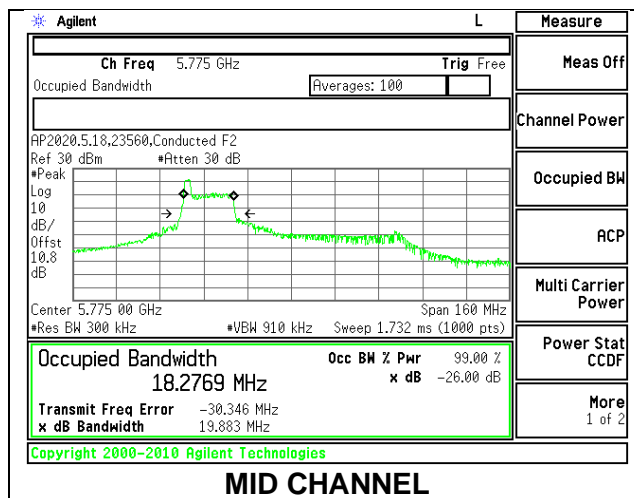 Agilent L
Ch Freq 5.775 GHz Trig Free
Occupied Bandwidth Averages: 100
AP2020.5.18,23560,Conducted F2
Ref 30 dBm #Atten 30 dB
#Peak
Log
10
dB/
Offst
10.8
dB
Center 5.775 00 GHz Span 160 MHz
#Res BW 300 kHz #VBW 910 kHz Sweep 1.732 ms (1000 pts)
Occupied Bandwidth Occ BW % Pwr 99.00 %
18.2769 MHz x dB -26.00 dB
Transmit Freq Error -30.346 MHz
x dB Bandwidth 19.883 MHz
Copyright 2000-2010 Agilent Technologies
Measure
Meas Off
Channel Power
Occupied BW
ACP
Multi Carrier
Power
Power Stat
CCDF
More
1 of 2
MID CHANNEL